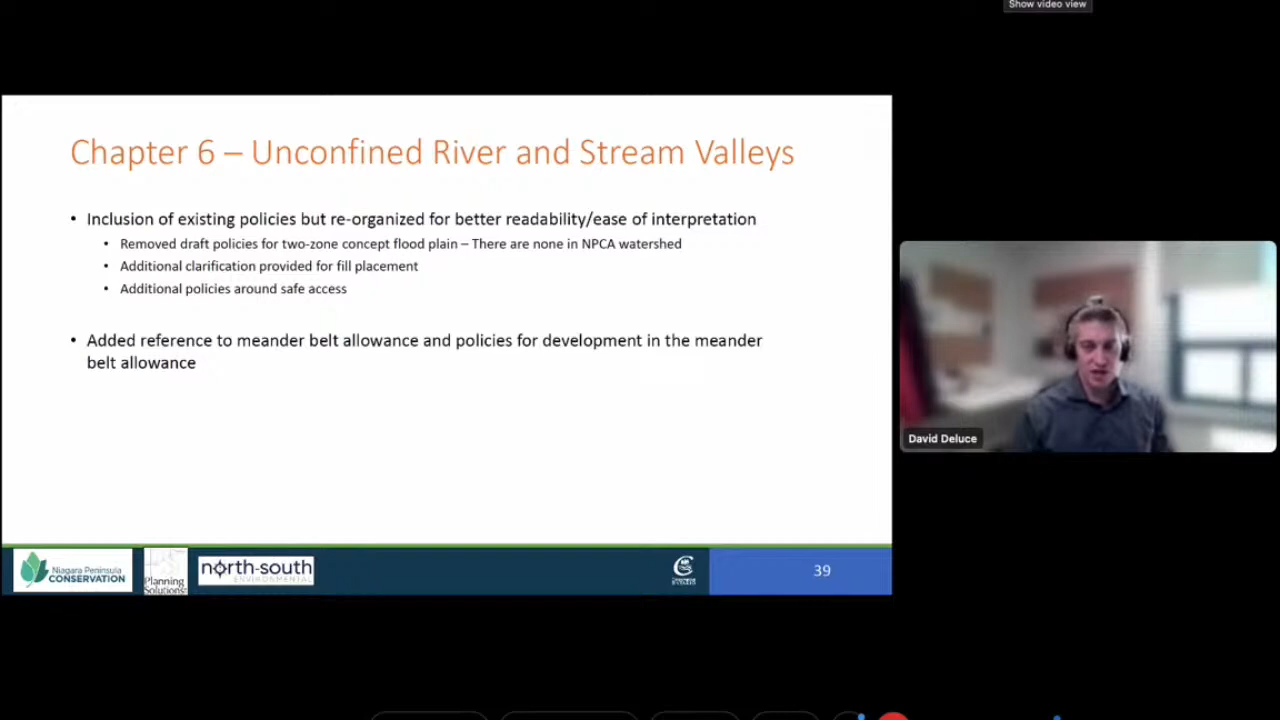 Show video view
Chapter 6 – Unconfined River and Stream Valleys
• Inclusion of existing policies but re-organized for better readability/ease of interpretation
• Removed draft policies for two-zone concept flood plain – There are none in NPCA watershed
• Additional clarification provided for fill placement
• Additional policies around safe access
• Added reference to meander belt allowance and policies for development in the meander
belt allowance
David Deluce
Niagara Peninsula
CONSERVATION
Planning
Solutions
north-south
ENVIRONMENTAL
39